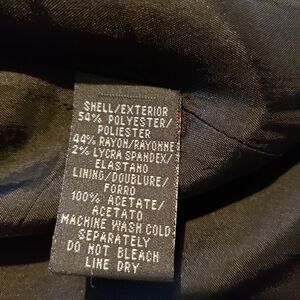 SHELL/EXTERIOR
54% POLYESTER/
POLIESTER
44% RAYON/RAYONNE
2% LYCRA SPANDEX/
ELASTANO
LINING/DOUBLURE/
FORRO
100% ACETATE/
ACETATO
MACHINE WASH COLD
SEPARATELY
DO NOT BLEACH
LINE DRY